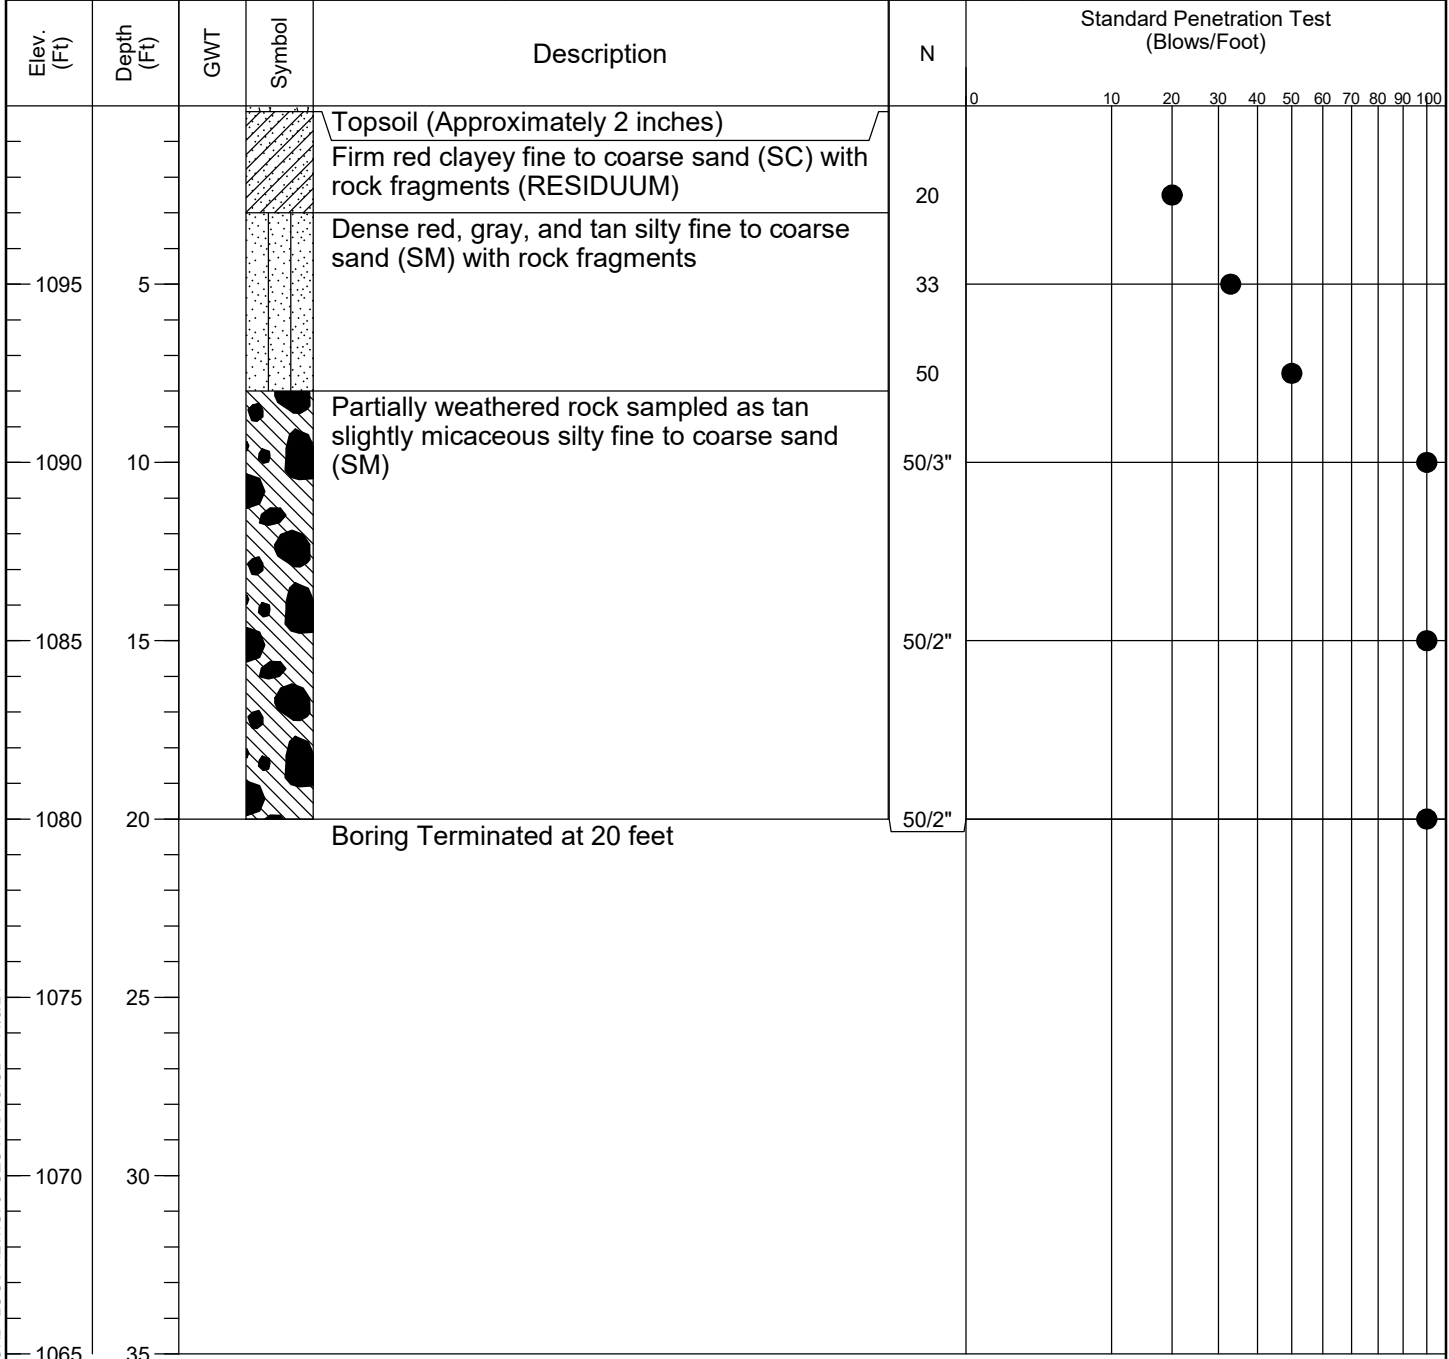 Elev.
(Ft)
Depth
(Ft)
GWT
Symbol
Description
N
Standard Penetration Test
(Blows/Foot)
0 10 20 30 40 50 60 70 80 90 100
Topsoil (Approximately 2 inches)
Firm red clayey fine to coarse sand (SC) with
rock fragments (RESIDUUM)
20
Dense red, gray, and tan silty fine to coarse
sand (SM) with rock fragments
1095 5 33
50
Partially weathered rock sampled as tan
slightly micaceous silty fine to coarse sand
(SM)
1090 10 50/3"
1085 15 50/2"
1080 20 50/2"
Boring Terminated at 20 feet
1075 25
1070 30
1065 35